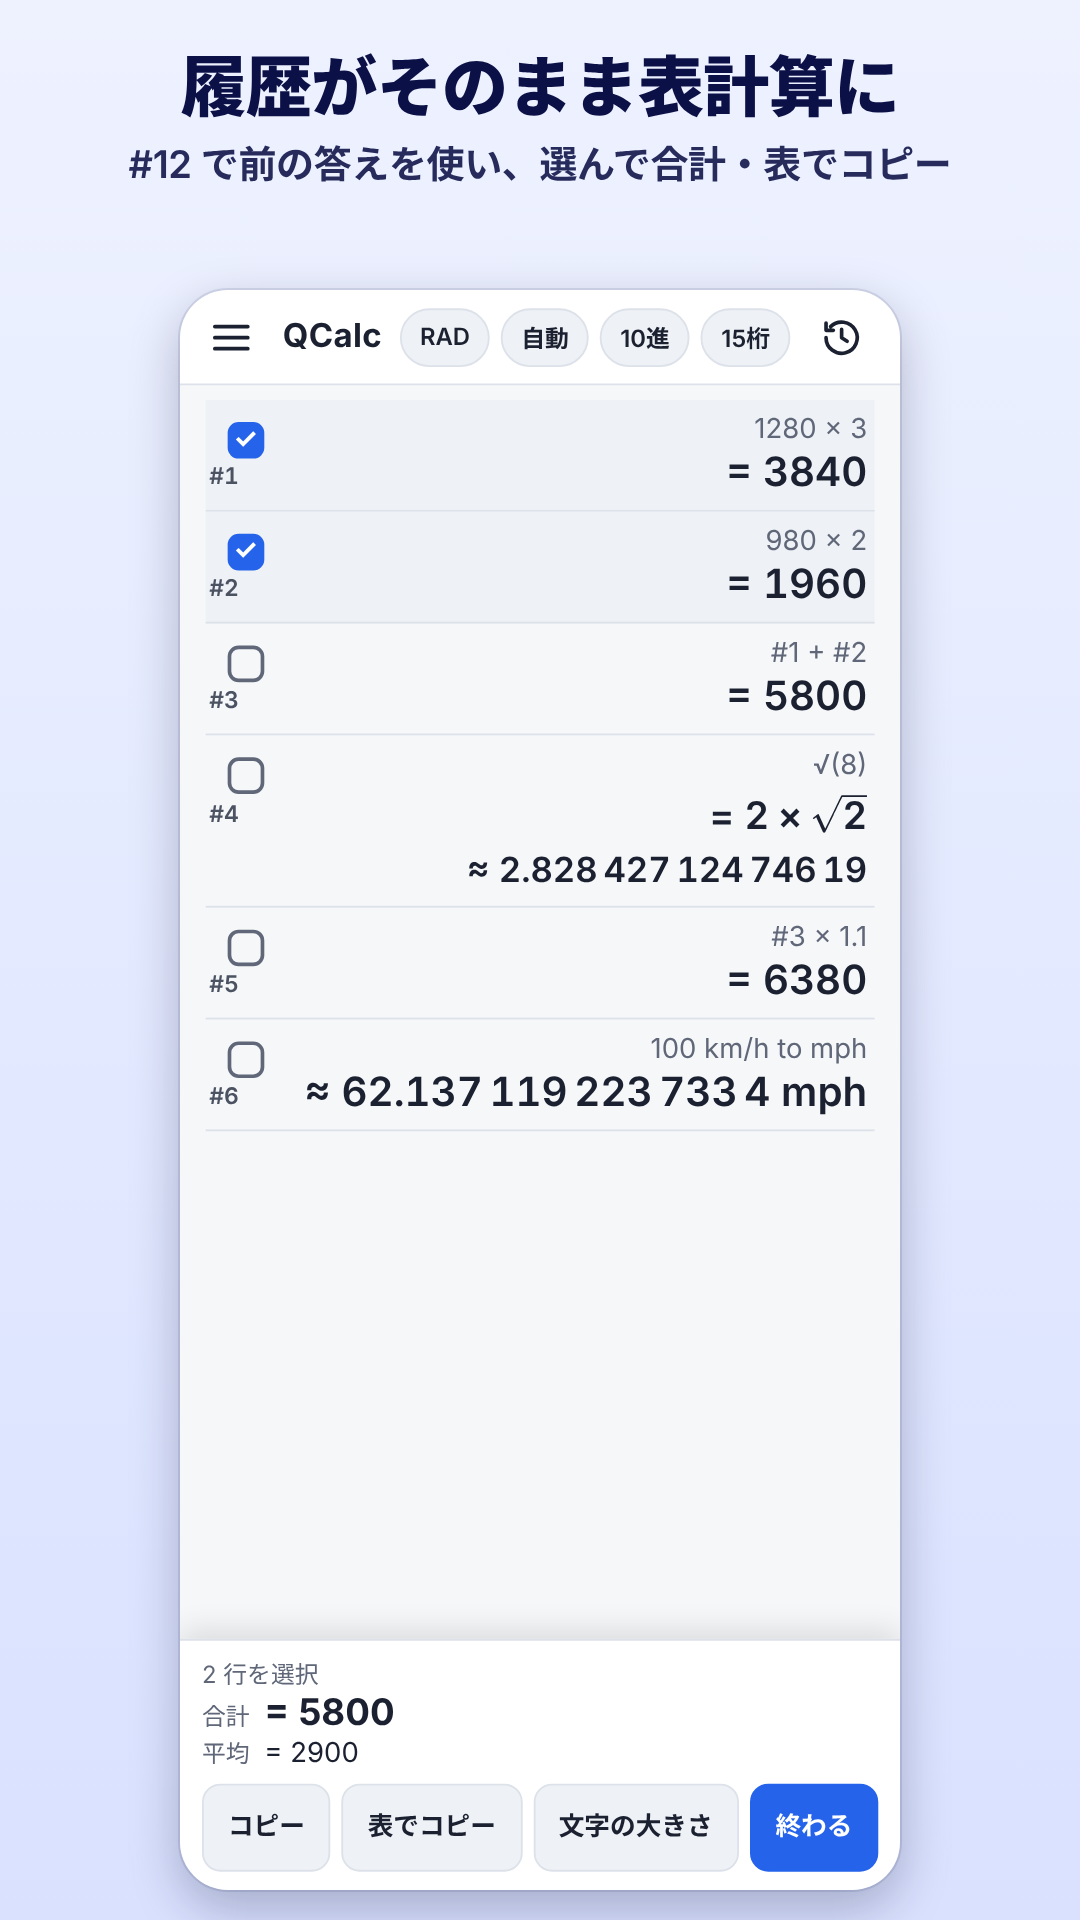 履歴がそのまま表計算に
#12 で前の答えを使い、選んで合計・表でコピー
QCalc RAD 自動 10進 15桁
1280 × 3
#1 = 3840
980 × 2
#2 = 1960
#1 + #2
#3 = 5800
√(8)
#4 = 2 × √2
≈ 2.828 427 124 746 19
#3 × 1.1
#5 = 6380
100 km/h to mph
#6 ≈ 62.137 119 223 733 4 mph
2 行を選択
合計 = 5800
平均 = 2900
コピー 表でコピー 文字の大きさ 終わる